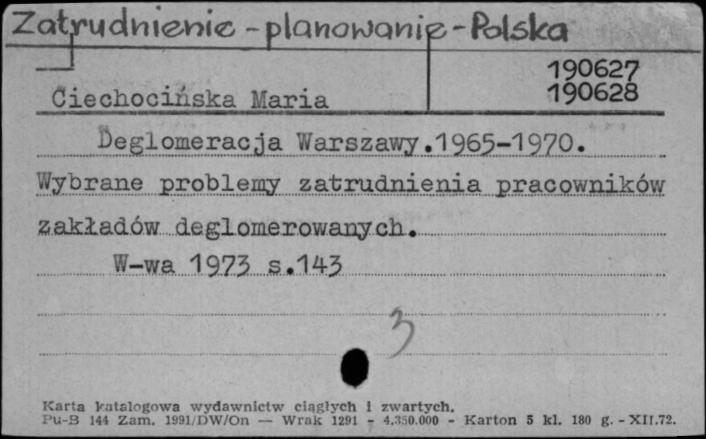 Zatrudnienie - planowanie - Polska
190627
Ciechocińska Maria
190628
Deglomeracja Warszawy.1965-1970.
Wybrane problemy zatrudnienia pracowników
zakładów deglomerowanych.
W-wa 1973 s.143
3
Karta katalogowa wydawnictw ciągłych i zwartych.
Pu-B 144 Zam. 1991/DW/On — Wrak 1291 - 4.350.000 - Karton 5 kl. 180 g. - XII.72.